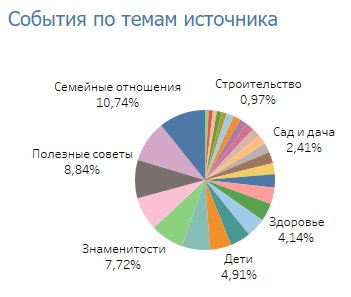 События по темам источника
Семейные отношения
10,74%
Строительство
0,97%
Сад и дача
2,41%
Полезные советы
8,84%
Здоровье
4,14%
Знаменитости
7,72%
Дети
4,91%